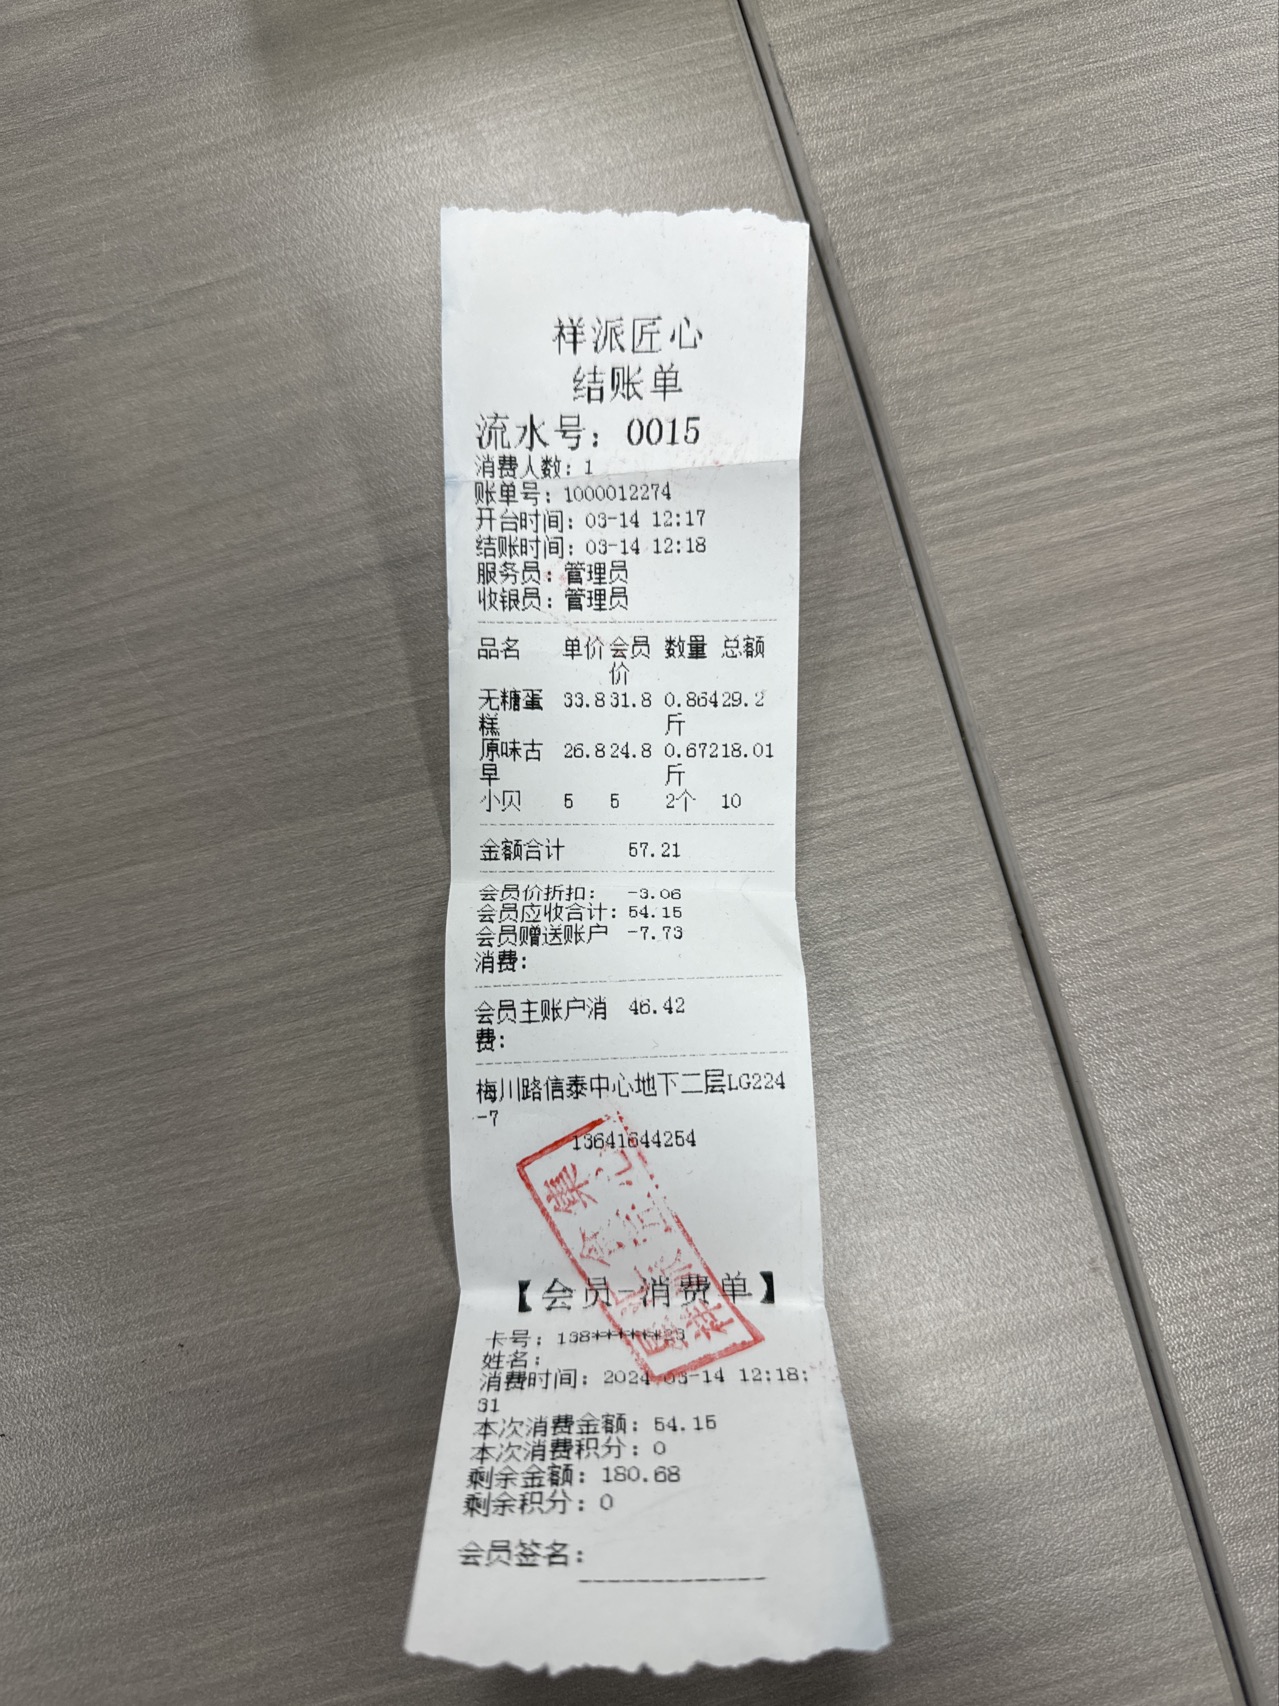 祥派匠心
结账单
流水号：0015
消费人数：1
账单号：1000012274
开台时间：03-14 12:17
结账时间：03-14 12:18
服务员：管理员
收银员：管理员
品名 单价 会员 数量 总额
价
无糖蛋 33.8 31.8 0.864 29.2
糕 斤
原味古 26.8 24.8 0.672 18.01
早 斤
小贝 5 5 2个 10
金额合计 57.21
会员价折扣： -3.06
会员应收合计：54.15
会员赠送账户 -7.73
消费：
会员主账户消 46.42
费：
梅川路信泰中心地下二层LG224
-7
13641644254
【会员-消费单】
卡号：138******33
姓名：
消费时间：2024-03-14 12:18:
31
本次消费金额：54.15
本次消费积分：0
剩余金额：180.68
剩余积分：0
会员签名：